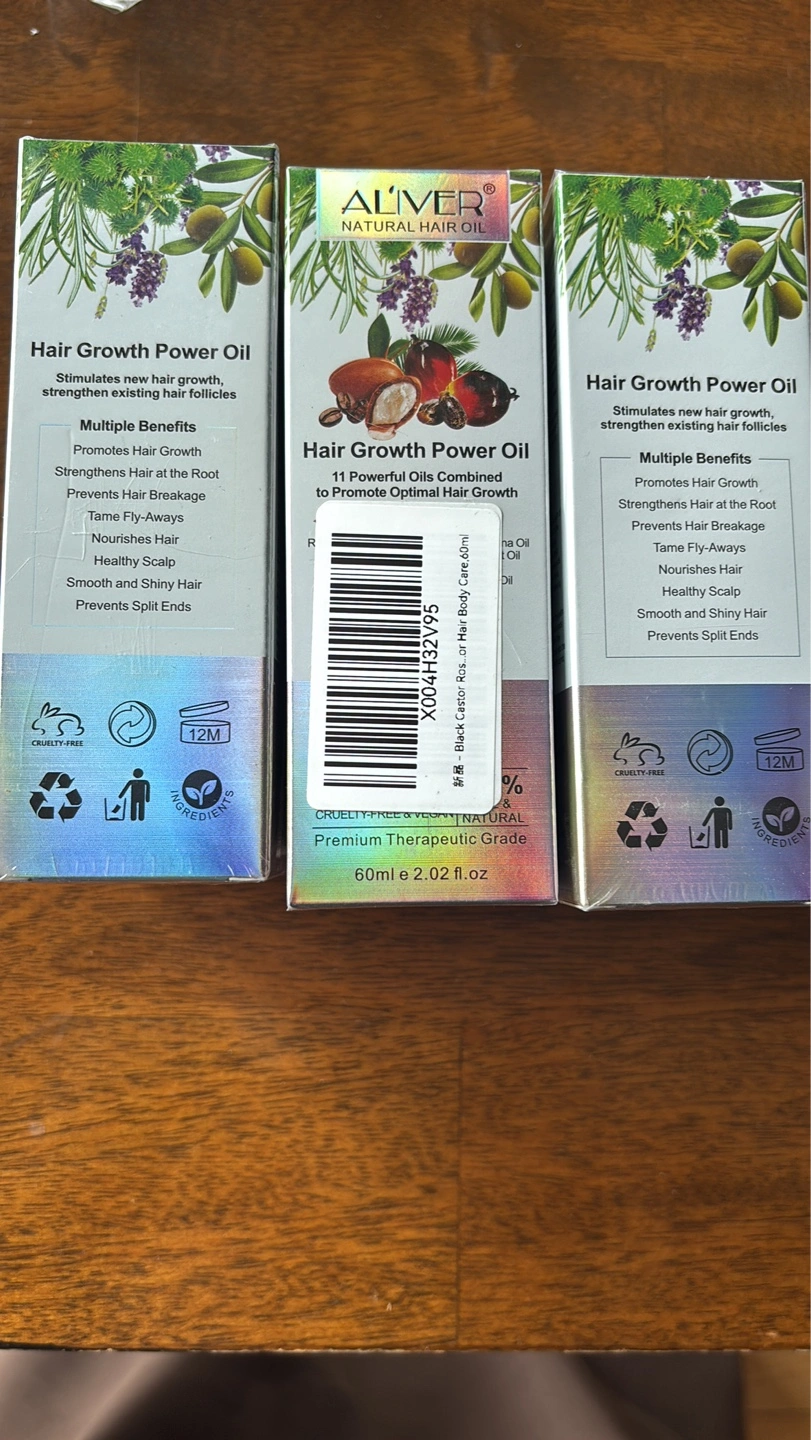 Hair Growth Power Oil
Stimulates new hair growth,
strengthen existing hair follicles
Multiple Benefits
Promotes Hair Growth
Strengthens Hair at the Root
Prevents Hair Breakage
Tame Fly-Aways
Nourishes Hair
Healthy Scalp
Smooth and Shiny Hair
Prevents Split Ends
CRUELTY-FREE
12M
INGREDIENTS
AL'IVER®
NATURAL HAIR OIL
Hair Growth Power Oil
11 Powerful Oils Combined
to Promote Optimal Hair Growth
R
na Oil
Oil
Oil
X004H32V95
新品 - Black Castor Ros...or Hair Body Care,60ml
%
&
CRUELTY-FREE & VEGAN
NATURAL
Premium Therapeutic Grade
60ml e 2.02 fl.oz
Hair Growth Power Oil
Stimulates new hair growth,
strengthen existing hair follicles
Multiple Benefits
Promotes Hair Growth
Strengthens Hair at the Root
Prevents Hair Breakage
Tame Fly-Aways
Nourishes Hair
Healthy Scalp
Smooth and Shiny Hair
Prevents Split Ends
CRUELTY-FREE
12M
INGREDIENTS